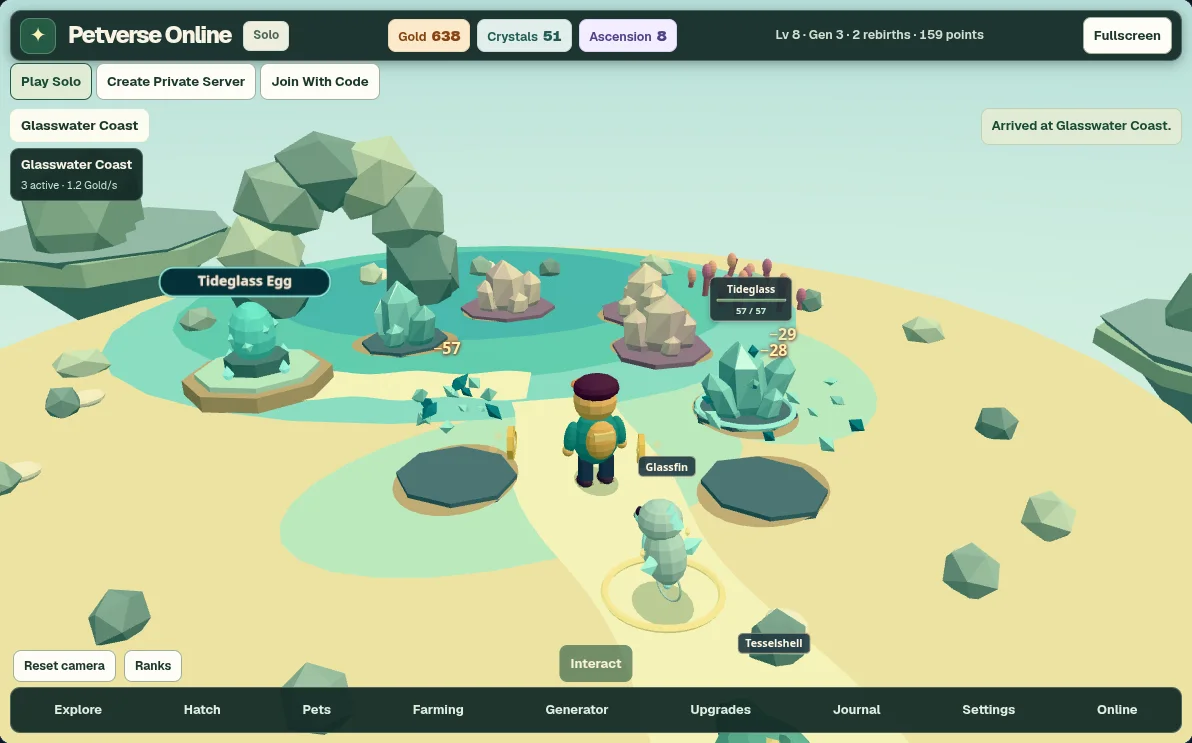 Petverse Online
Solo
Gold 638
Crystals 51
Ascension 8
Lv 8 · Gen 3 · 2 rebirths · 159 points
Fullscreen
Play Solo
Create Private Server
Join With Code
Glasswater Coast
Arrived at Glasswater Coast.
Glasswater Coast
3 active · 1.2 Gold/s
Tideglass Egg
Tideglass
57 / 57
−29
−28
−57
Glassfin
Tesselshell
Reset camera
Ranks
Interact
Explore
Hatch
Pets
Farming
Generator
Upgrades
Journal
Settings
Online